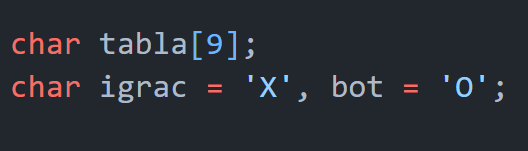 char tabla[9];
char igrac = 'X', bot = 'O';